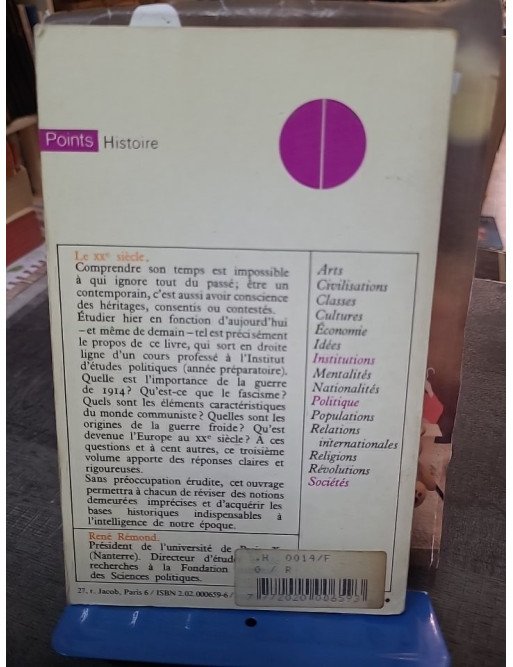 Points Histoire
Le XXe siècle.
Comprendre son temps est impossible
à qui ignore tout du passé; être un
contemporain, c'est aussi avoir conscience
des héritages, consentis ou contestés.
Étudier hier en fonction d'aujourd'hui
–et même de demain–tel est précisément
le propos de ce livre, qui sort en droite
ligne d'un cours professé à l'Institut
d'études politiques (année préparatoire).
Quelle est l'importance de la guerre
de 1914? Qu'est-ce que le fascisme?
Quels sont les éléments caractéristiques
du monde communiste? Quelles sont les
origines de la guerre froide? Qu'est
devenue l'Europe au XXe siècle? A ces
questions et à cent autres, ce troisième
volume apporte des réponses claires et
rigoureuses.
Sans préoccupation érudite, cet ouvrage
permettra à chacun de réviser des notions
demeurées imprécises et d'acquérir les
bases historiques indispensables à
l'intelligence de notre époque.
René Rémond.
Président de l'université de
(Nanterre). Directeur d'étud
recherches à la Fondation
des Sciences politiques.
Arts
Civilisations
Classes
Cultures
Économie
Idées
Institutions
Mentalités
Nationalités
Politique
Populations
Relations
internationales
Religions
Révolutions
Sociétés
.H. 0014/F
G / R
27, r. Jacob, Paris 6 / ISBN 2.02.000659-6 /